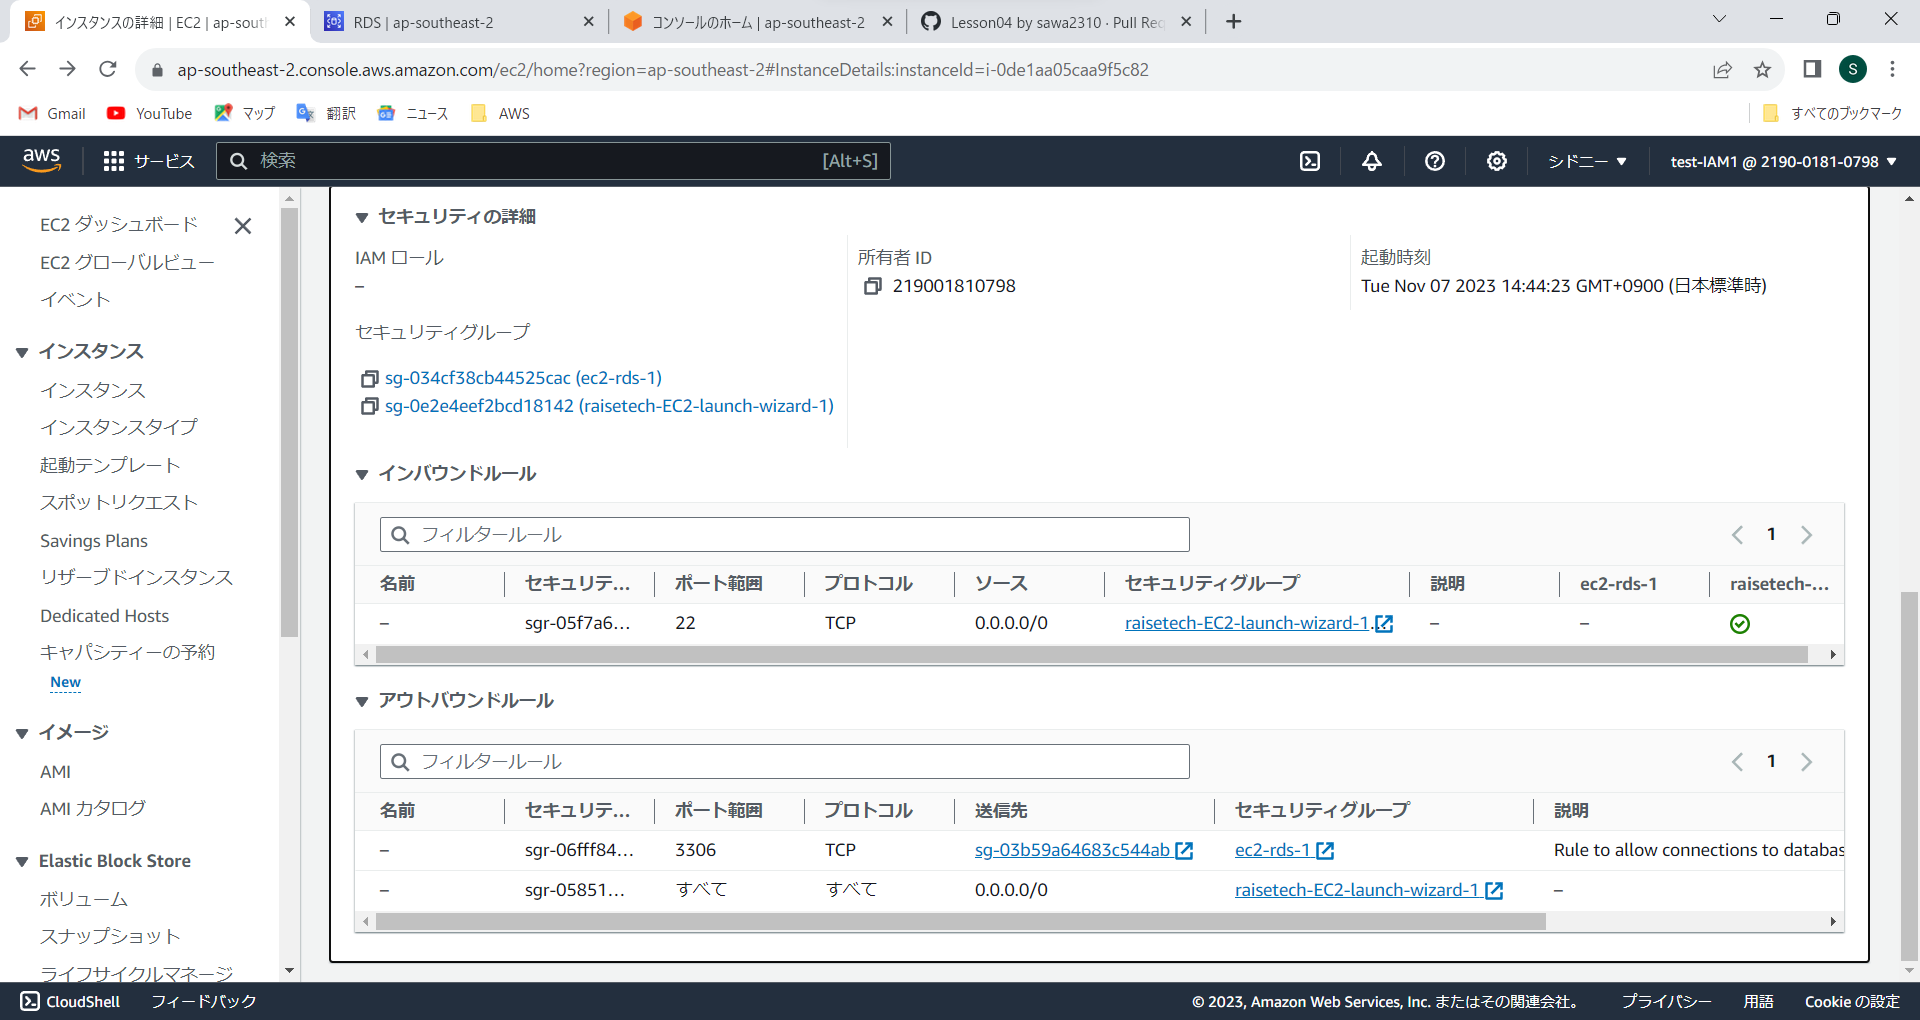 インスタンスの詳細 | EC2 | ap-sout
RDS | ap-southeast-2
コンソールのホーム | ap-southeast-2
Lesson04 by sawa2310 · Pull Req
ap-southeast-2.console.aws.amazon.com/ec2/home?region=ap-southeast-2#InstanceDetails:instanceId=i-0de1aa05caa9f5c82
S
Gmail
YouTube
マップ
翻訳
ニュース
AWS
すべてのブックマーク
aws
サービス
検索
[Alt+S]
シドニー
test-IAM1 @ 2190-0181-0798
EC2 ダッシュボード
EC2 グローバルビュー
イベント
インスタンス
インスタンス
インスタンスタイプ
起動テンプレート
スポットリクエスト
Savings Plans
リザーブドインスタンス
Dedicated Hosts
キャパシティーの予約
New
イメージ
AMI
AMI カタログ
Elastic Block Store
ボリューム
スナップショット
ライフサイクルマネージ
セキュリティの詳細
IAM ロール
–
所有者 ID
219001810798
起動時刻
Tue Nov 07 2023 14:44:23 GMT+0900 (日本標準時)
セキュリティグループ
sg-034cf38cb44525cac (ec2-rds-1)
sg-0e2e4eef2bcd18142 (raisetech-EC2-launch-wizard-1)
インバウンドルール
フィルタールール
1
名前 セキュリテ... ポート範囲 プロトコル ソース セキュリティグループ 説明 ec2-rds-1 raisetech-...
– sgr-05f7a6... 22 TCP 0.0.0.0/0 raisetech-EC2-launch-wizard-1 – –
アウトバウンドルール
フィルタールール
1
名前 セキュリテ... ポート範囲 プロトコル 送信先 セキュリティグループ 説明
– sgr-06fff84... 3306 TCP sg-03b59a64683c544ab ec2-rds-1 Rule to allow connections to databas
– sgr-05851... すべて すべて 0.0.0.0/0 raisetech-EC2-launch-wizard-1 –
CloudShell
フィードバック
© 2023, Amazon Web Services, Inc. またはその関連会社。
プライバシー
用語
Cookie の設定